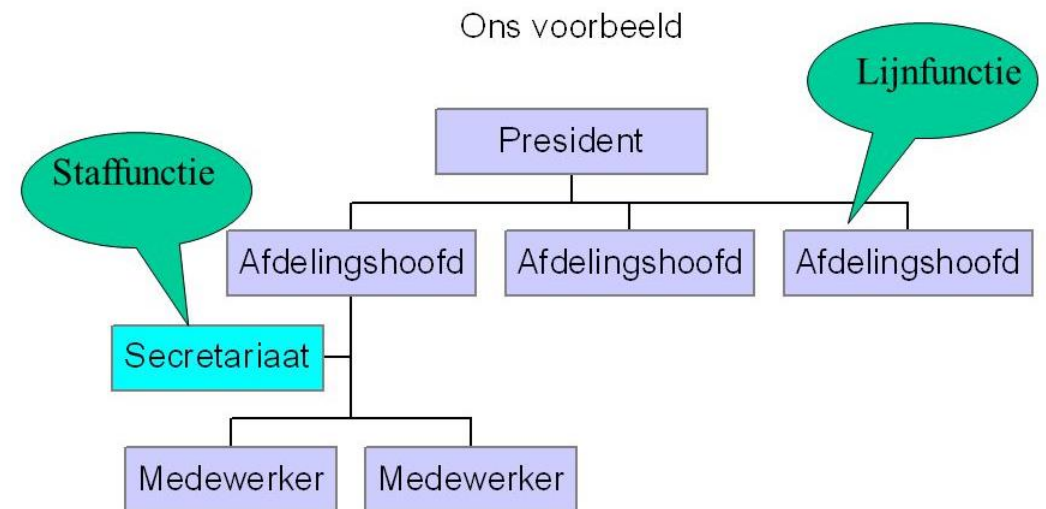 Ons voorbeeld
Lijnfunctie
President
Staffunctie
Afdelingshoofd
Afdelingshoofd
Afdelingshoofd
Secretariaat
Medewerker
Medewerker